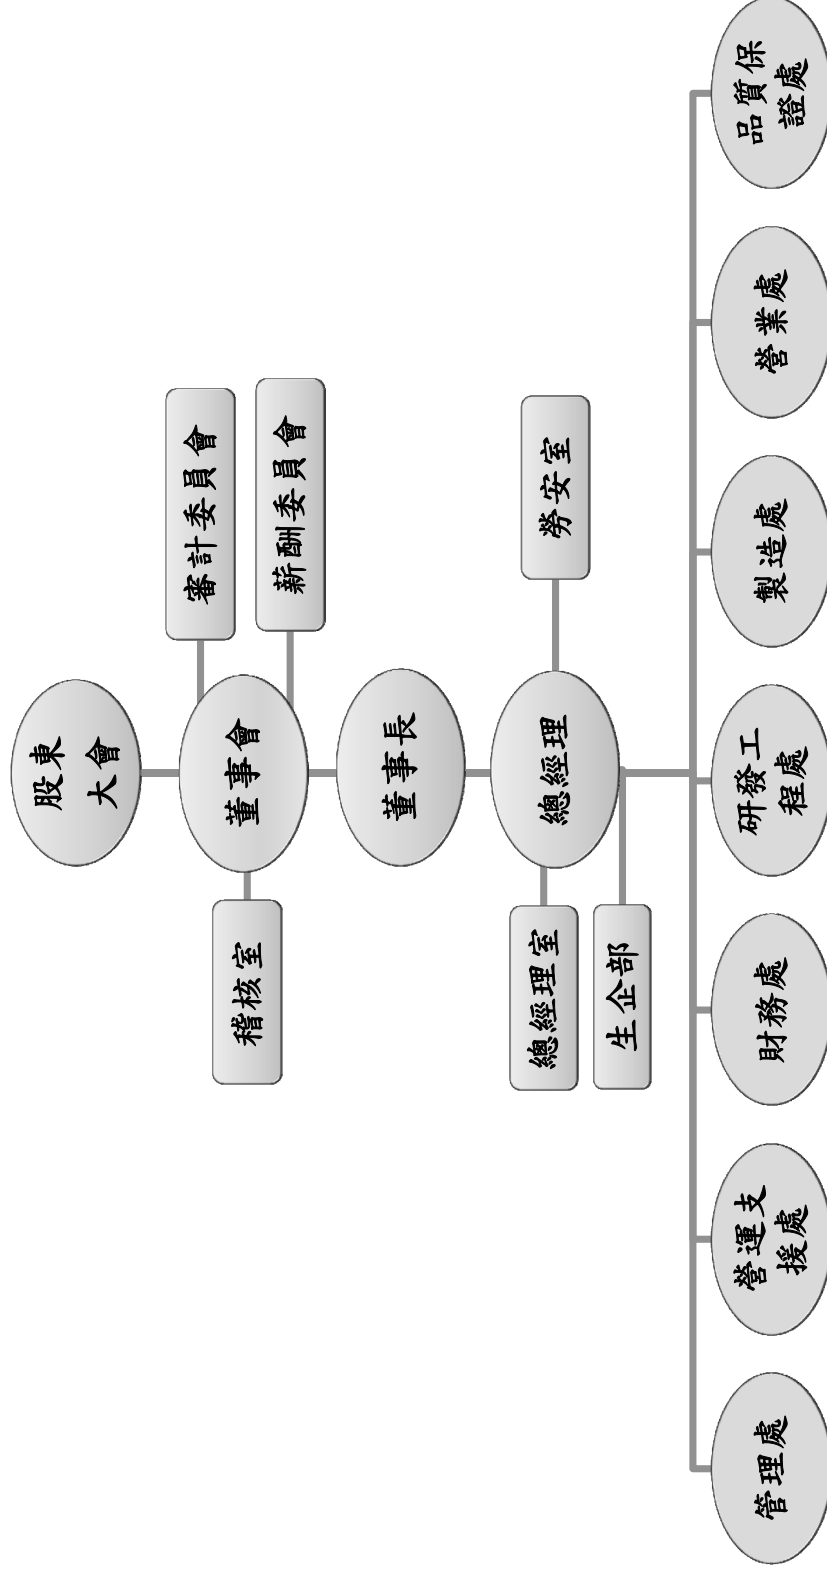 股東
大會
審計委員會
董事會
薪酬委員會
稽核室
董事長
總經理
勞安室
總經理室
生企部
管理處
營運支
援處
財務處
研發工
程處
製造處
營業處
品質保
證處